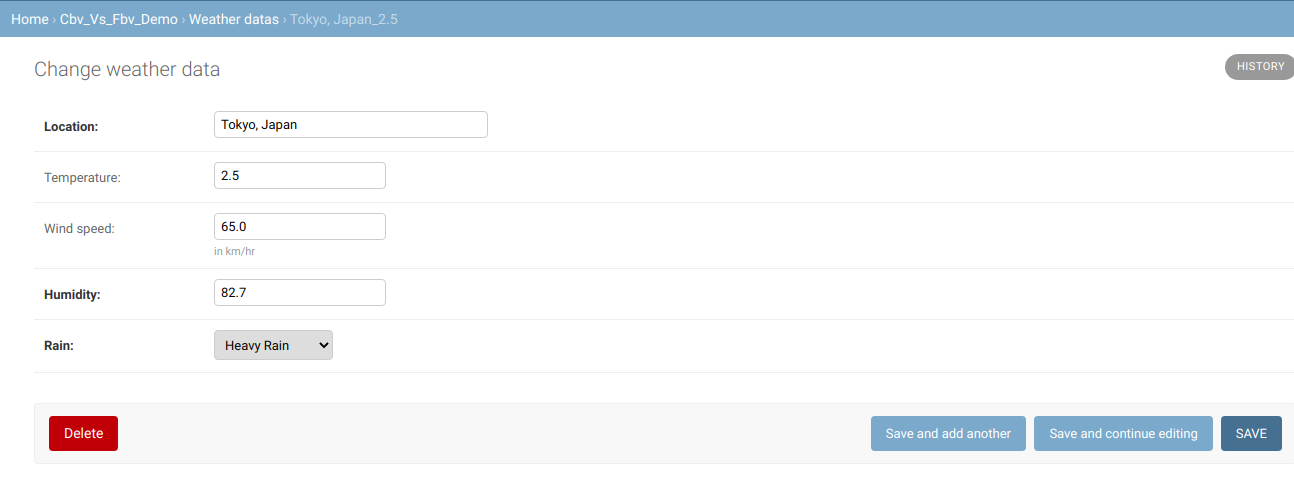 Home › Cbv_Vs_Fbv_Demo › Weather datas › Tokyo, Japan_2.5
Change weather data
HISTORY
Location: Tokyo, Japan
Temperature: 2.5
Wind speed: 65.0
in km/hr
Humidity: 82.7
Rain: Heavy Rain
Delete Save and add another Save and continue editing SAVE